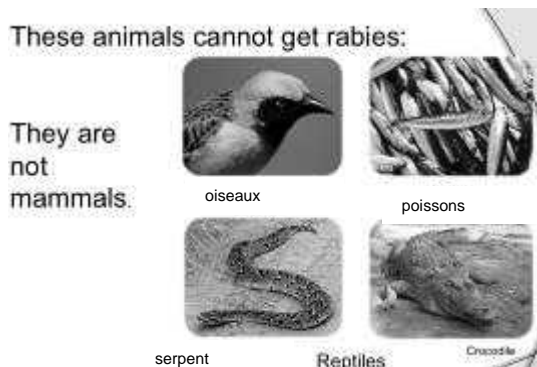 These animals cannot get rabies:
They are
not
mammals.
oiseaux
poissons
serpent
Reptiles
Crocodile